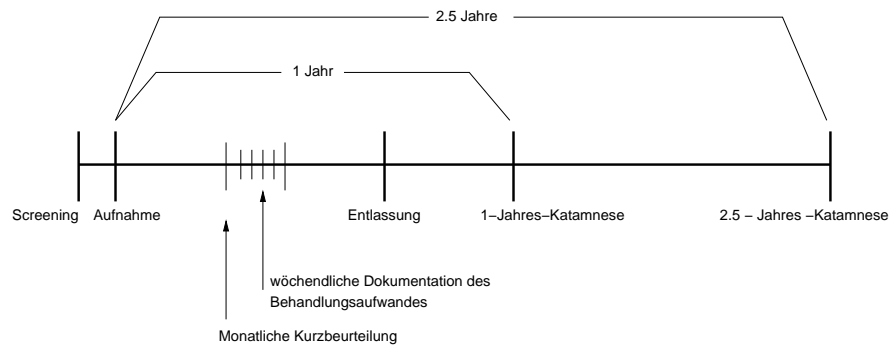 2.5 Jahre
1 Jahr
Screening Aufnahme Entlassung 1–Jahres–Katamnese 2.5 – Jahres –Katamnese
wöchendliche Dokumentation des
Behandlungsaufwandes
Monatliche Kurzbeurteilung